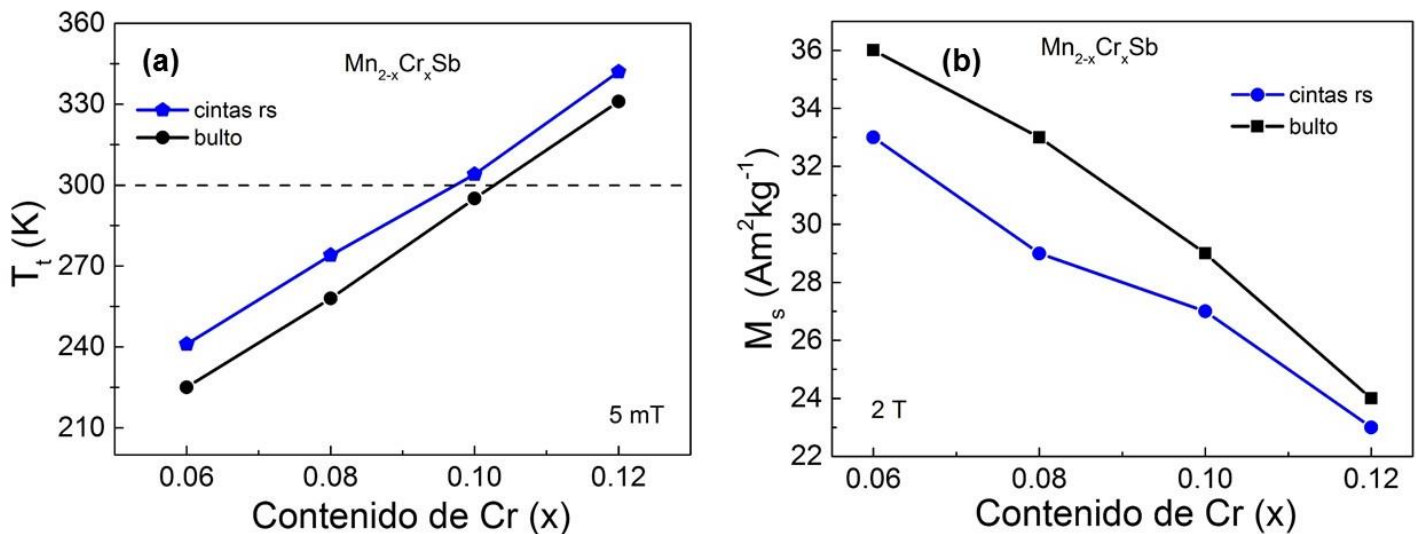 (a)
Mn₂₋ₓCrₓSb
cintas rs
bulto
360
330
300
270
240
210
Tₜ (K)
5 mT
0.06 0.08 0.10 0.12
Contenido de Cr (x)
(b)
Mn₂₋ₓCrₓSb
cintas rs
bulto
36
34
32
30
28
26
24
22
Mₛ (Am²kg⁻¹)
2 T
0.06 0.08 0.10 0.12
Contenido de Cr (x)